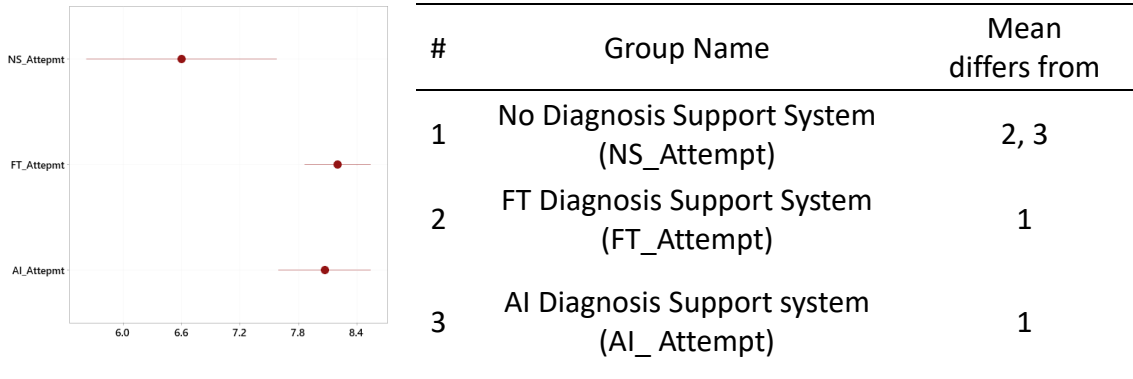 NS_Attepmt
FT_Attepmt
AI_Attepmt
6.0 6.6 7.2 7.8 8.4
# Group Name Mean
differs from
1 No Diagnosis Support System
(NS_Attempt) 2, 3
2 FT Diagnosis Support System
(FT_Attempt) 1
3 AI Diagnosis Support system
(AI_ Attempt) 1